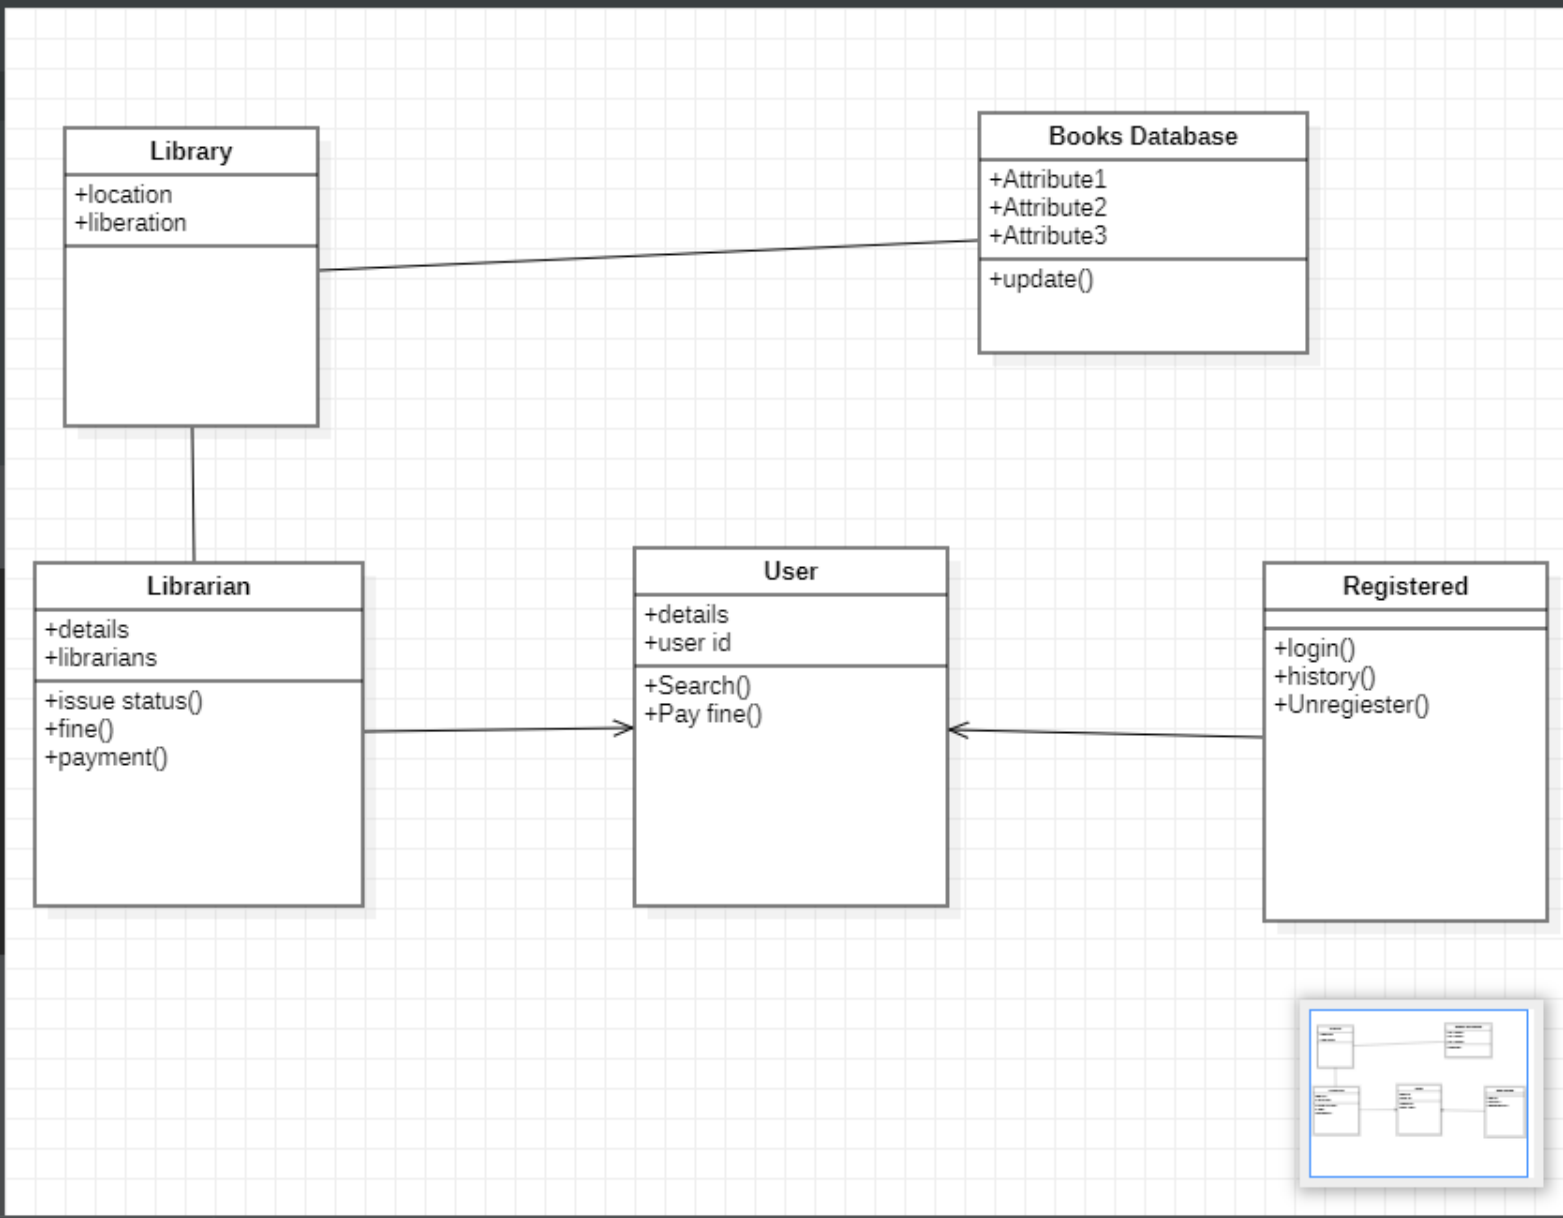 Library
+location
+liberation
Books Database
+Attribute1
+Attribute2
+Attribute3
+update()
Librarian
+details
+librarians
+issue status()
+fine()
+payment()
User
+details
+user id
+Search()
+Pay fine()
Registered
+login()
+history()
+Unregiester()